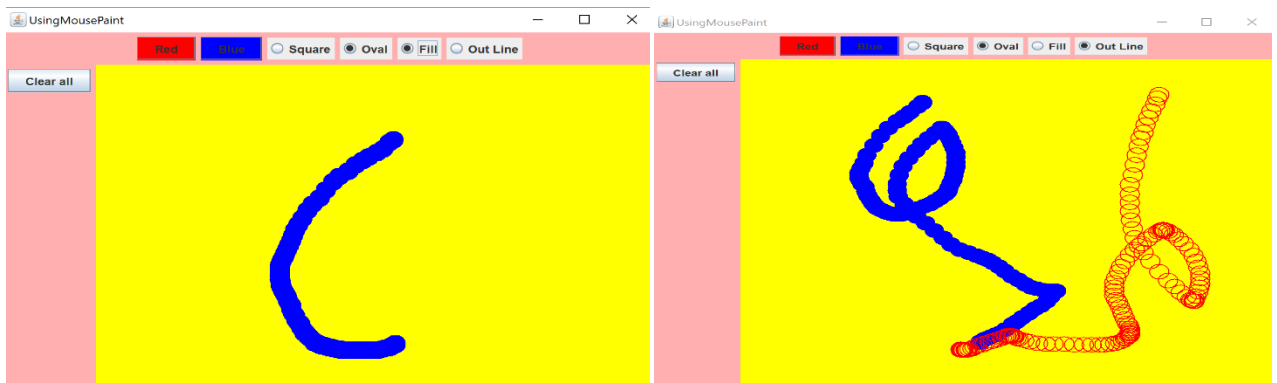 UsingMousePaint
Red Blue Square Oval Fill Out Line
Clear all
UsingMousePaint
Red Blue Square Oval Fill Out Line
Clear all